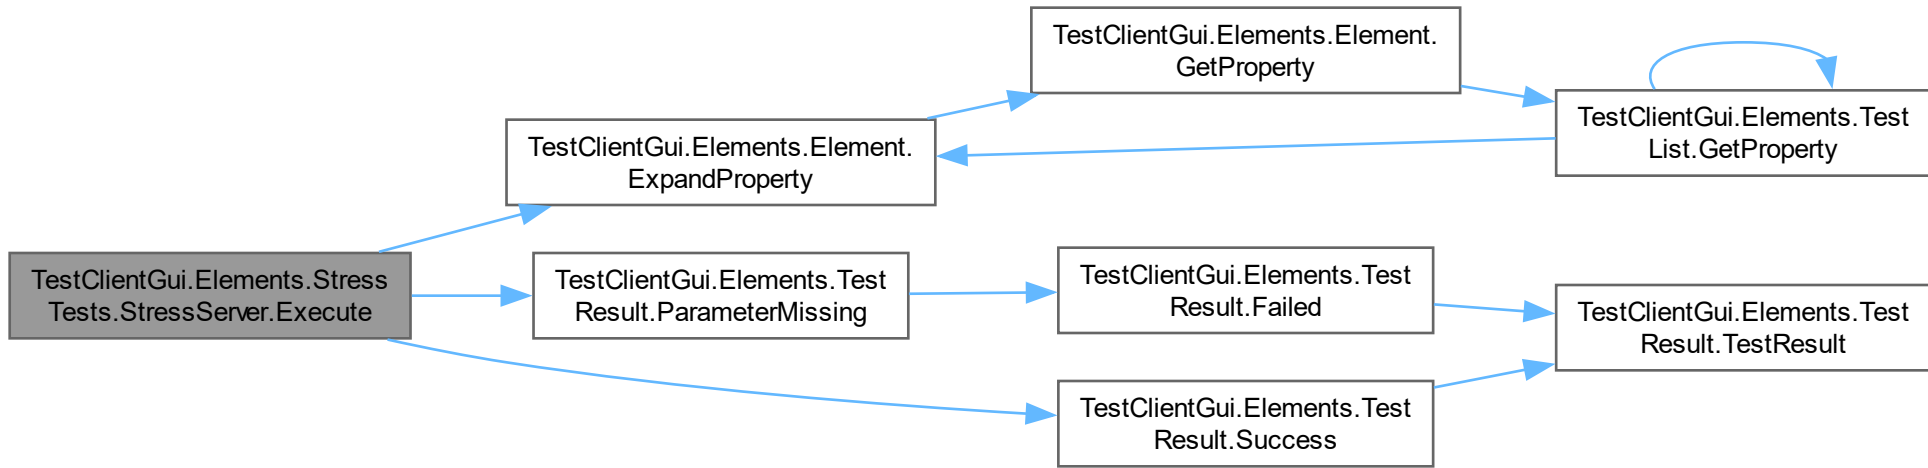 TestClientGui.Elements.Stress
Tests.StressServer.Execute
TestClientGui.Elements.Element.
ExpandProperty
TestClientGui.Elements.Element.
GetProperty
TestClientGui.Elements.Test
List.GetProperty
TestClientGui.Elements.Test
Result.ParameterMissing
TestClientGui.Elements.Test
Result.Failed
TestClientGui.Elements.Test
Result.TestResult
TestClientGui.Elements.Test
Result.Success